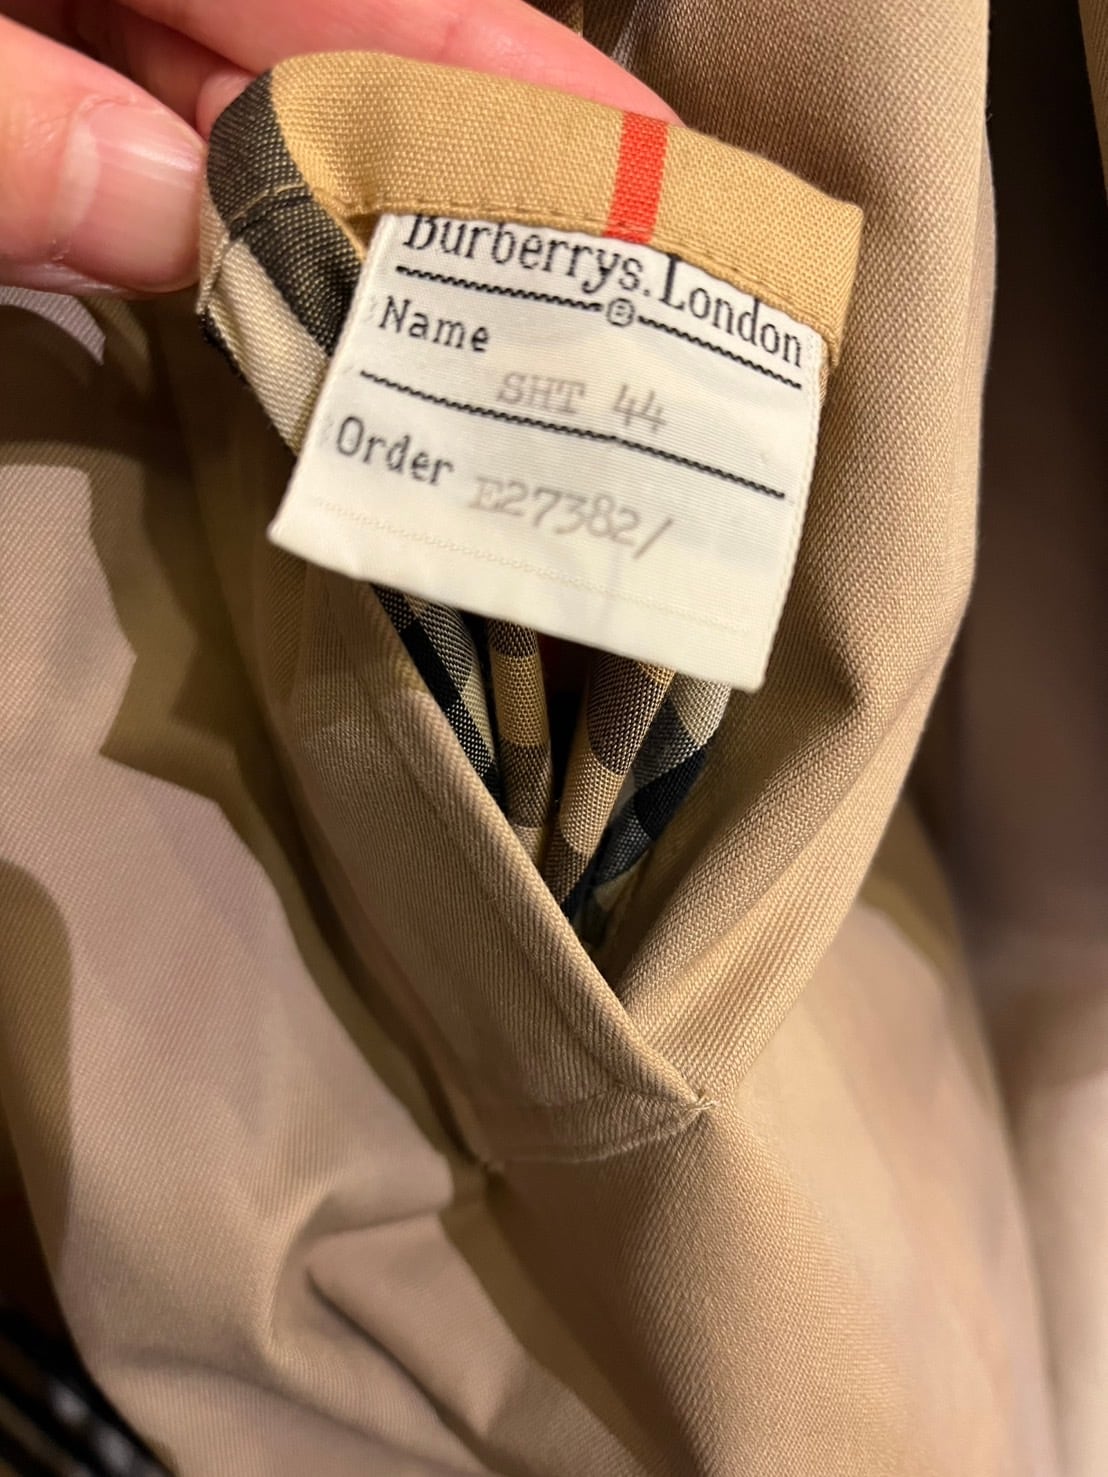 Burberrys. London
B
Name
SHT 44
Order E27382/